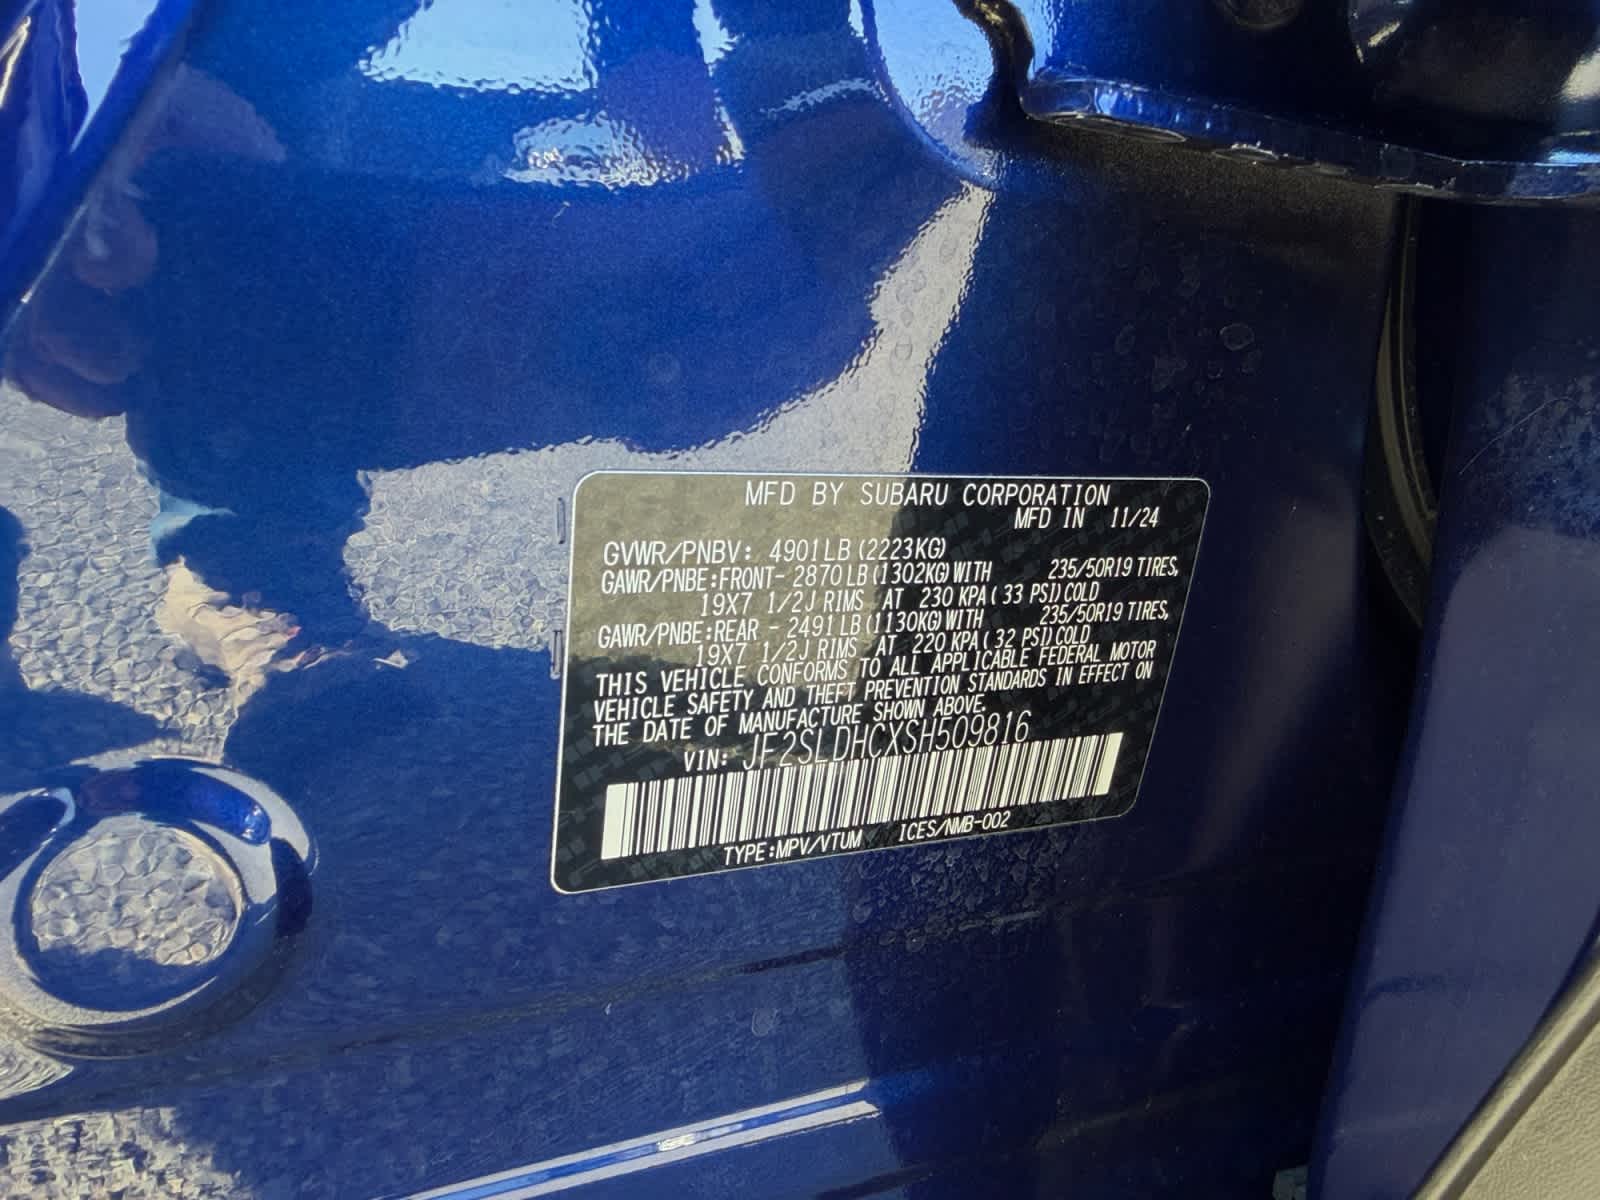 MFD BY SUBARU CORPORATION
MFD IN 11/24
GVWR/PNBV: 4901LB (2223KG)
GAWR/PNBE:FRONT- 2870LB(1302KG)WITH 235/50R19 TIRES,
19X7 1/2J RIMS AT 230 KPA( 33 PSI)COLD
GAWR/PNBE:REAR - 2491LB(1130KG)WITH 235/50R19 TIRES,
19X7 1/2J RIMS AT 220 KPA( 32 PSI)COLD
THIS VEHICLE CONFORMS TO ALL APPLICABLE FEDERAL MOTOR
VEHICLE SAFETY AND THEFT PREVENTION STANDARDS IN EFFECT ON
THE DATE OF MANUFACTURE SHOWN ABOVE.
VIN: JF2SLDHCXSH509816
TYPE:MPV/VTUM ICES/NMB-002